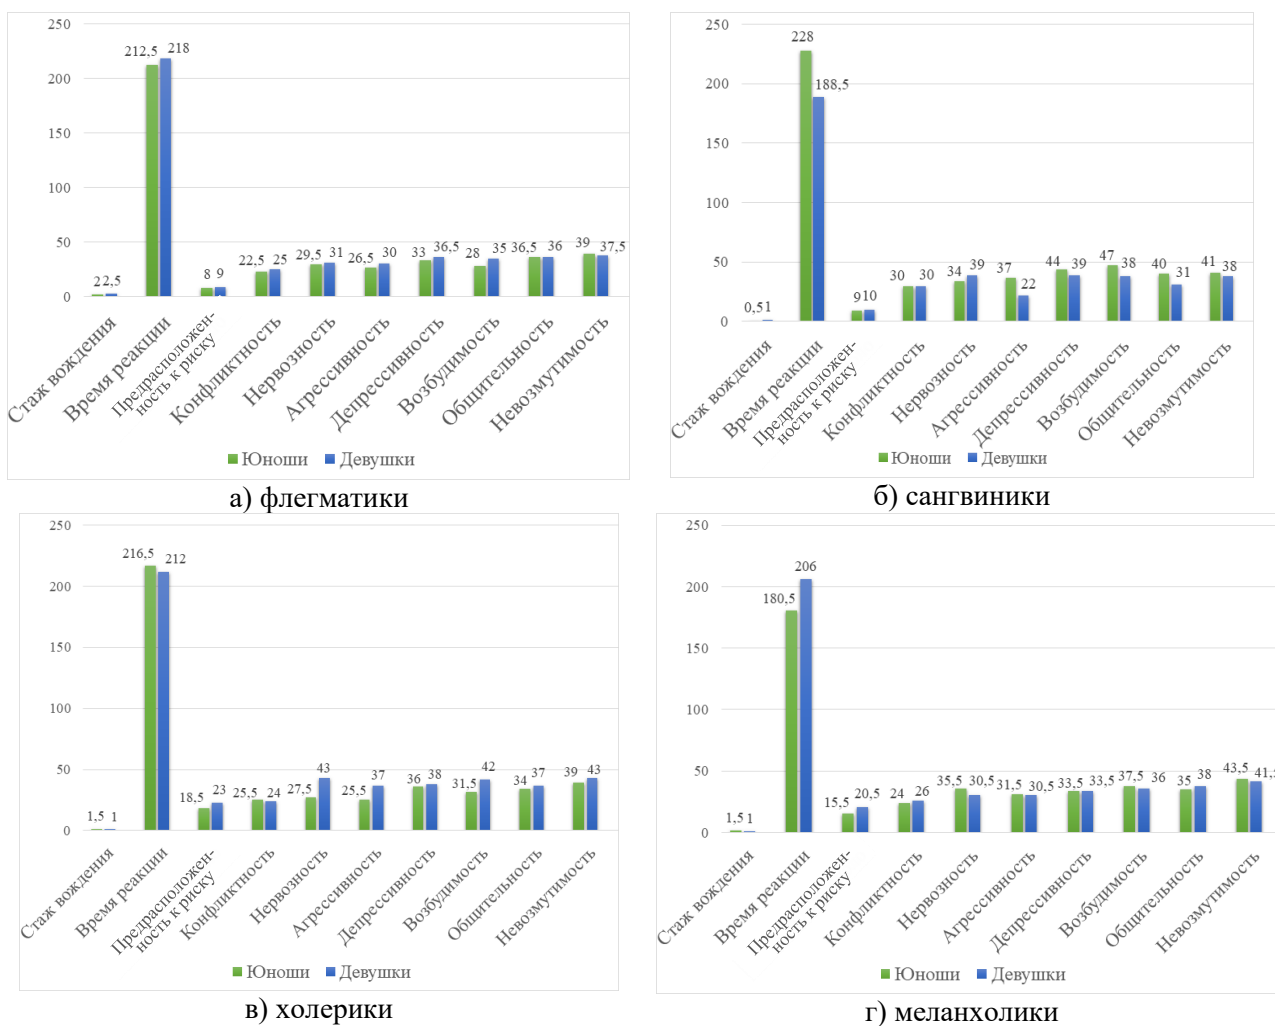 250
200
150
100
50
0
2 2,5
212,5 218
8 9
22,5 25
29,5 31
26,5 30
33 36,5
28 35
36,5 36
39 37,5
Стаж вождения
Время реакции
Предрасположен-
ность к риску
Конфликтность
Нервозность
Агрессивность
Депрессивность
Возбудимость
Общительность
Невозмутимость
Юноши Девушки
а) флегматики
250
200
150
100
50
0
0,5 1
228
188,5
9 10
30 30
34 39
37 22
44 39
47 38
40 31
41 38
Стаж вождения
Время реакции
Предрасположен-
ность к риску
Конфликтность
Нервозность
Агрессивность
Депрессивность
Возбудимость
Общительность
Невозмутимость
Юноши Девушки
б) сангвиники
250
200
150
100
50
0
1,5 1
216,5 212
18,5 23
25,5 24
27,5 43
25,5 37
36 38
31,5 42
34 37
39 43
Стаж вождения
Время реакции
Предрасположен-
ность к риску
Конфликтность
Нервозность
Агрессивность
Депрессивность
Возбудимость
Общительность
Невозмутимость
Юноши Девушки
в) холерики
250
200
150
100
50
0
1,5 1
180,5 206
15,5 20,5
24 26
35,5 30,5
31,5 30,5
33,5 33,5
37,5 36
35 38
43,5
Стаж вождения
Время реакции
Предрасположен-
ность к риску
Конфликтность
Нервозность
Агрессивность
Депрессивность
Возбудимость
Общительность
Невозмутимость
Юноши Девушки
г) меланхолики